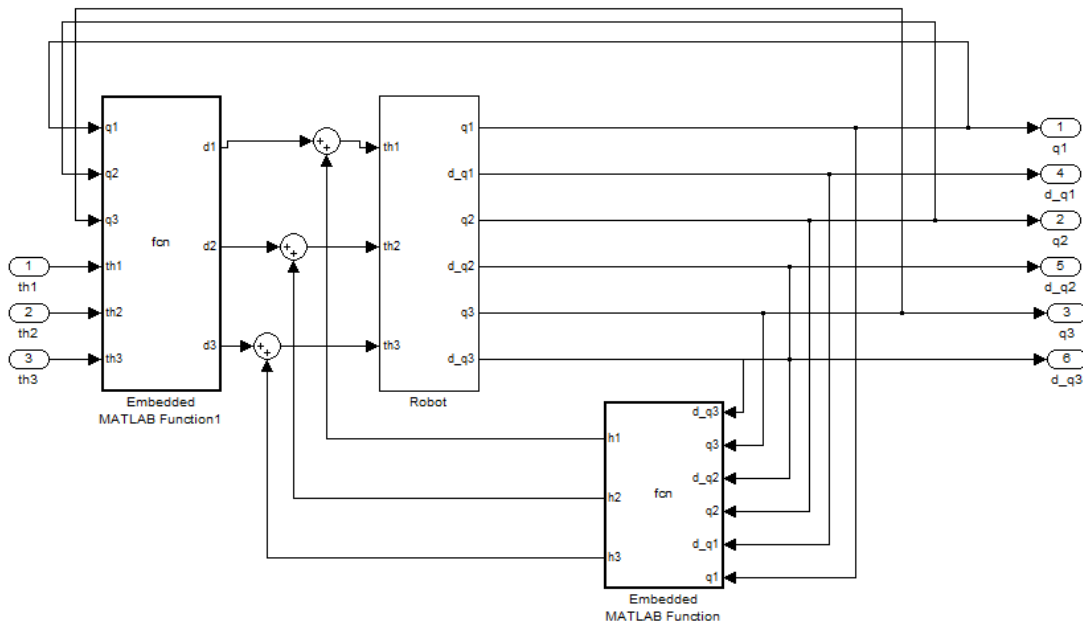 q1
q2
q3
th1
th2
th3
fcn
d1
d2
d3
Embedded
MATLAB Function1
1
th1
2
th2
3
th3
+
+
+
+
+
+
th1
th2
th3
q1
d_q1
q2
d_q2
q3
d_q3
Robot
1
q1
4
d_q1
2
q2
5
d_q2
3
q3
6
d_q3
h1
h2
h3
fcn
d_q3
q3
d_q2
q2
d_q1
q1
Embedded
MATLAB Function